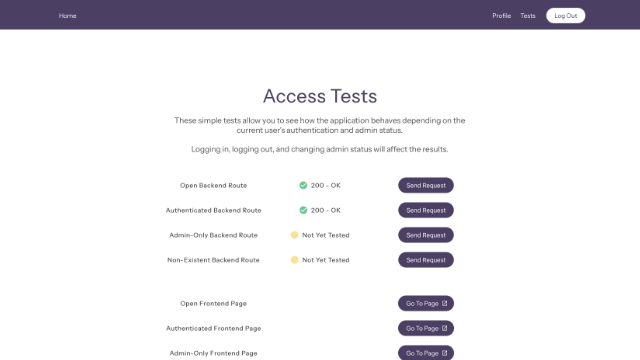 Home Profile Tests Log Out
Access Tests
These simple tests allow you to see how the application behaves depending on the
current user's authentication and admin status.
Logging in, logging out, and changing admin status will affect the results.
Open Backend Route 200 - OK Send Request
Authenticated Backend Route 200 - OK Send Request
Admin-Only Backend Route Not Yet Tested Send Request
Non-Existent Backend Route Not Yet Tested Send Request
Open Frontend Page Go To Page
Authenticated Frontend Page Go To Page
Admin-Only Frontend Page Go To Page